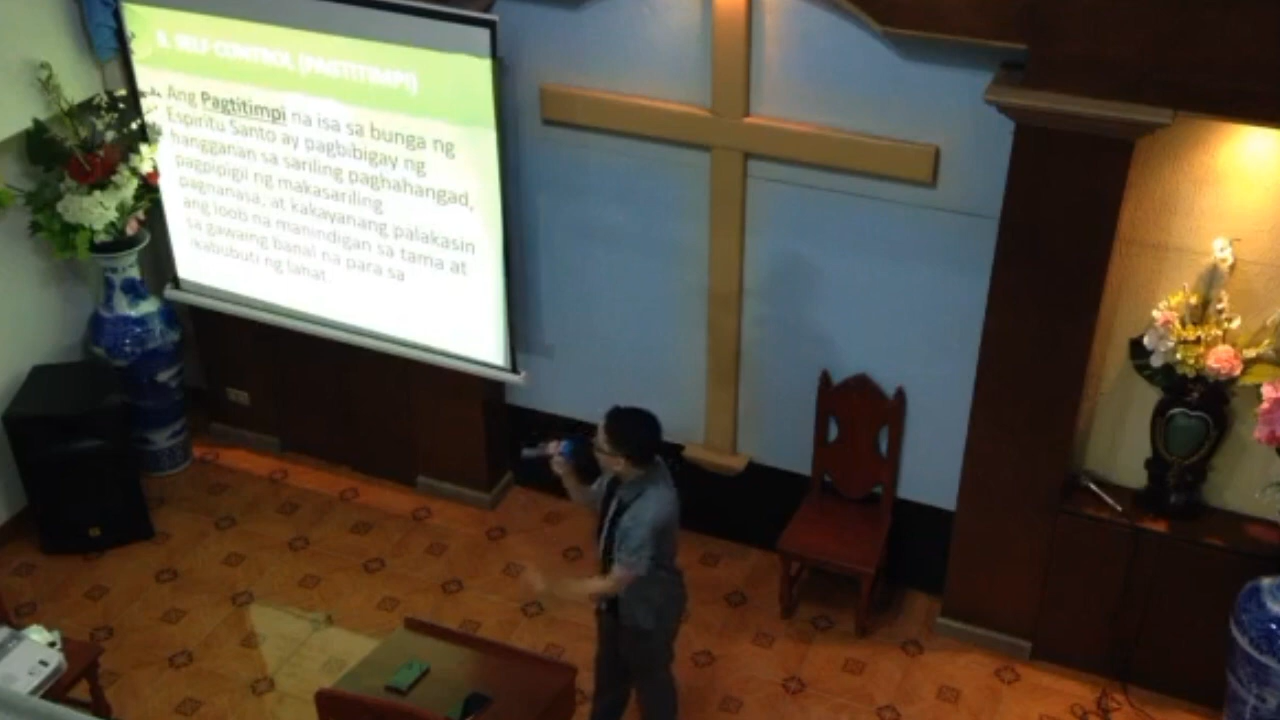 8. SELF CONTROL (PAGTITIMPI)
Ang Pagtitimpi na isa sa bunga ng
Espiritu Santo ay pagbibigay ng
hangganan sa sariling paghahangad,
pagpipigil ng makasariling
pagnanasa, at kakayanang palakasin
ang loob na manindigan sa tama at
sa gawaing banal na para sa
ikabubuti ng lahat